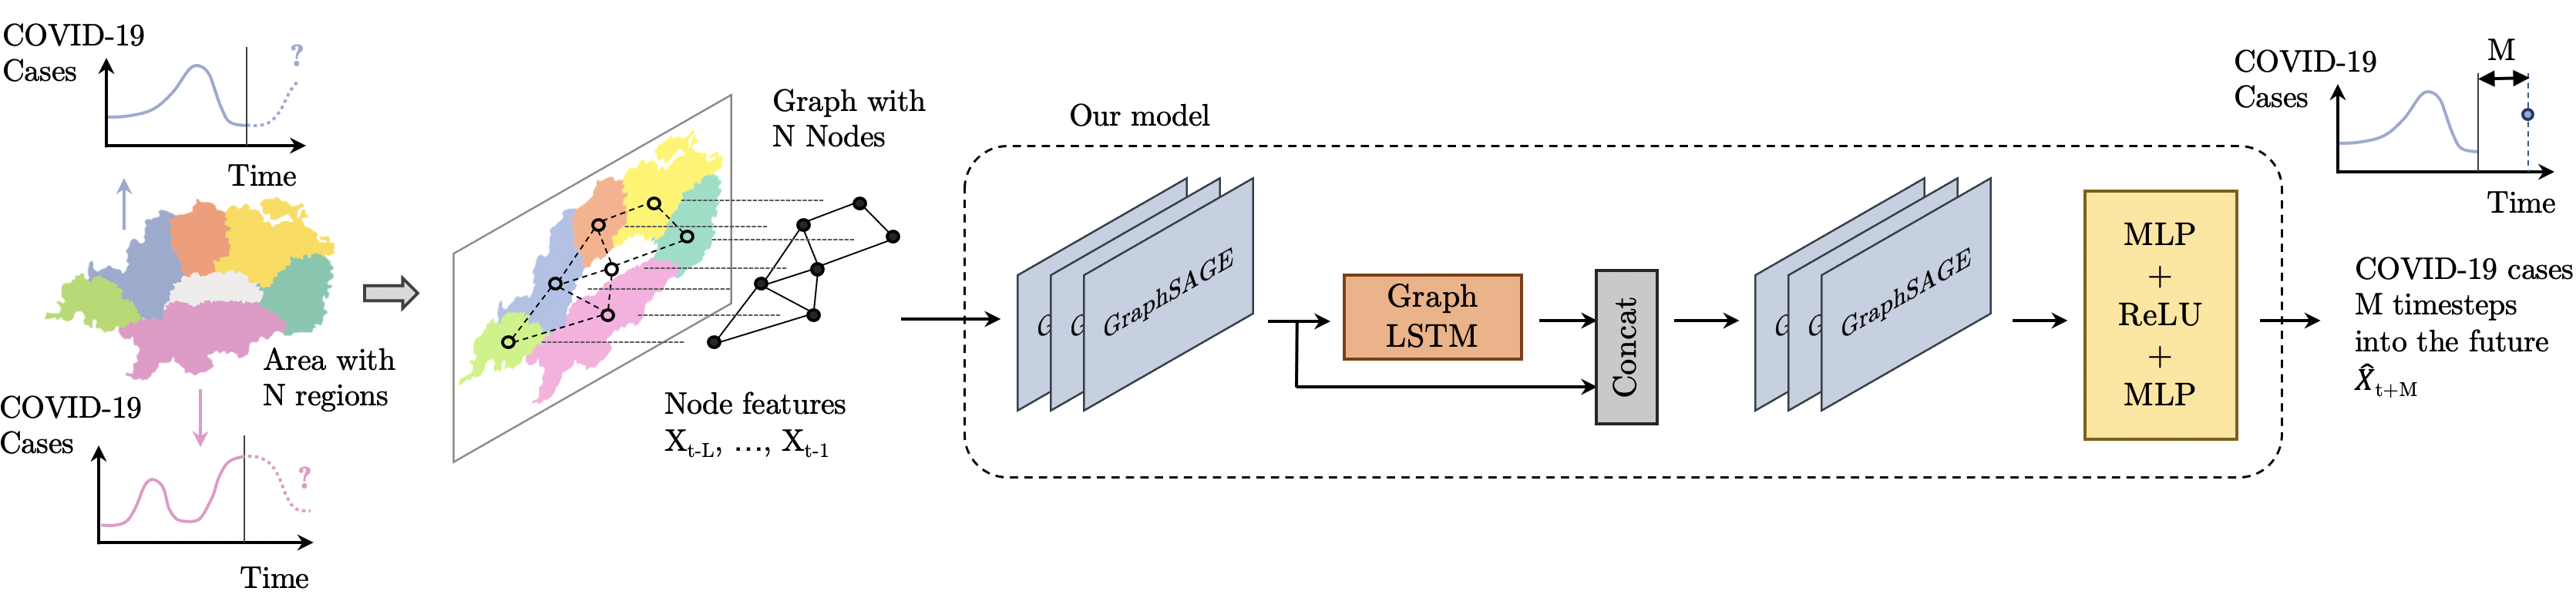 COVID-19
Cases
?
Time
Area with
N regions
COVID-19
Cases
?
Time
Graph with
N Nodes
Node features
X_{t-L}, ..., X_{t-1}
Our model
G
G
GraphSAGE
Graph
LSTM
Concat
G
G
GraphSAGE
MLP
+
ReLU
+
MLP
COVID-19
Cases
M
Time
COVID-19 cases
M timesteps
into the future
X̂_{t+M}